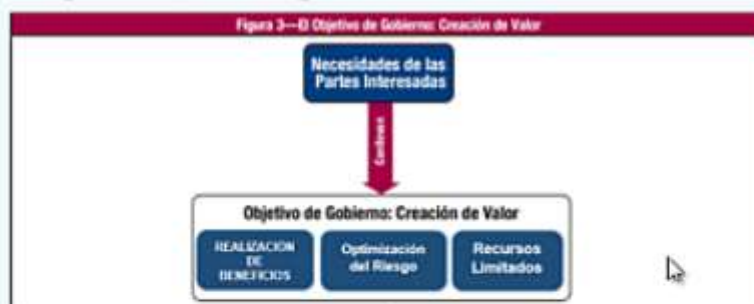 Figura 3—El Objetivo de Gobierno: Creación de Valor
Necesidades de las
Partes Interesadas
Objetivo de Gobierno: Creación de Valor
REALIZACION
DE
BENEFICIOS
Optimización
del Riesgo
Recursos
Limitados